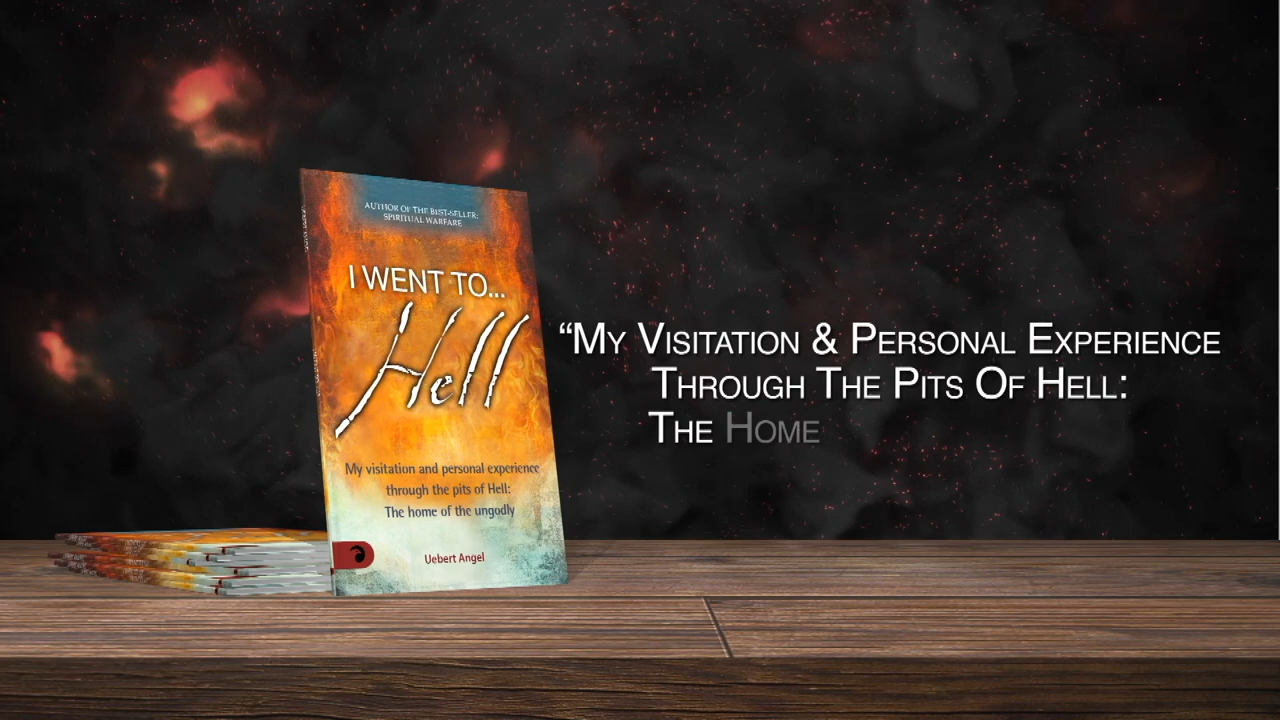 AUTHOR OF THE BEST-SELLER:
SPIRITUAL WARFARE
I WENT TO...
Hell
My visitation and personal experience
through the pits of Hell:
The home of the ungodly
Uebert Angel
“My Visitation & Personal Experience
Through The Pits Of Hell:
The Home